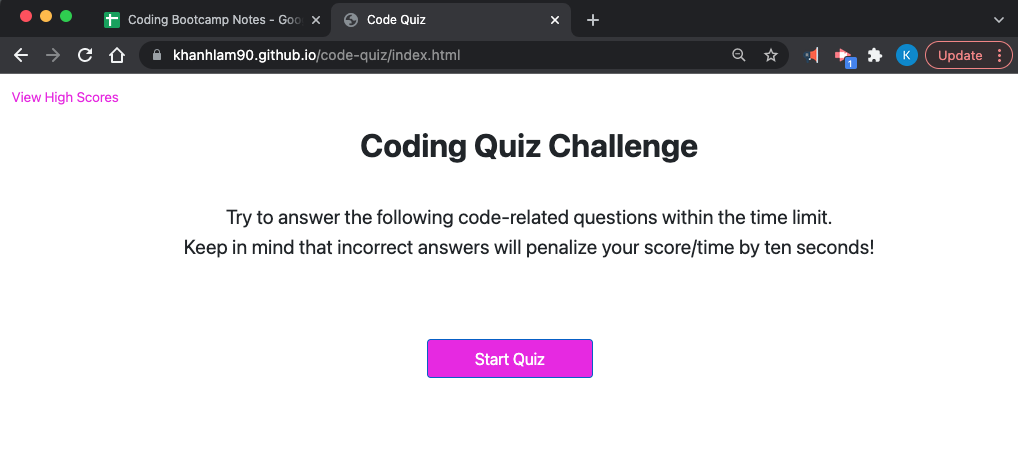 Coding Bootcamp Notes - Goo
Code Quiz
khanhlam90.github.io/code-quiz/index.html
1
K
Update
View High Scores
Coding Quiz Challenge
Try to answer the following code-related questions within the time limit.
Keep in mind that incorrect answers will penalize your score/time by ten seconds!
Start Quiz